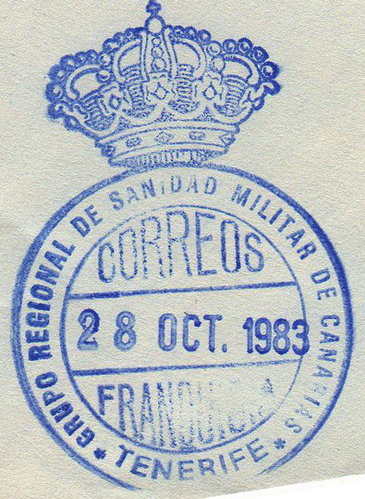 GRUPO REGIONAL DE SANIDAD MILITAR DE CANARIAS
CORREOS
28 OCT. 1983
* TENERIFE *